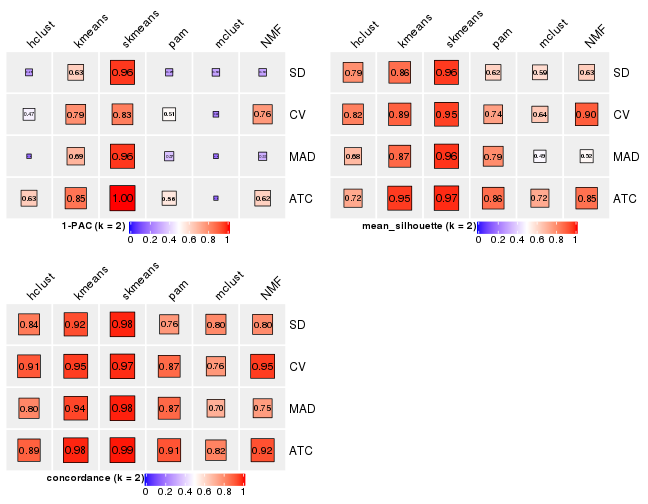 hclust kmeans skmeans pam mclust NMF
0.63 0.96 SD
0.47 0.79 0.83 0.51 0.76 CV
0.69 0.96 MAD
0.63 0.85 1.00 0.56 0.62 ATC
1-PAC (k = 2)
0 0.2 0.4 0.6 0.8 1
hclust kmeans skmeans pam mclust NMF
0.79 0.86 0.96 0.62 0.59 0.63 SD
0.82 0.89 0.95 0.74 0.64 0.90 CV
0.68 0.87 0.96 0.79 0.49 0.52 MAD
0.72 0.95 0.97 0.86 0.72 0.85 ATC
mean_silhouette (k = 2)
0 0.2 0.4 0.6 0.8 1
hclust kmeans skmeans pam mclust NMF
0.84 0.92 0.98 0.76 0.80 0.80 SD
0.91 0.95 0.97 0.87 0.76 0.95 CV
0.80 0.94 0.98 0.87 0.70 0.75 MAD
0.89 0.98 0.99 0.91 0.82 0.92 ATC
concordance (k = 2)
0 0.2 0.4 0.6 0.8 1